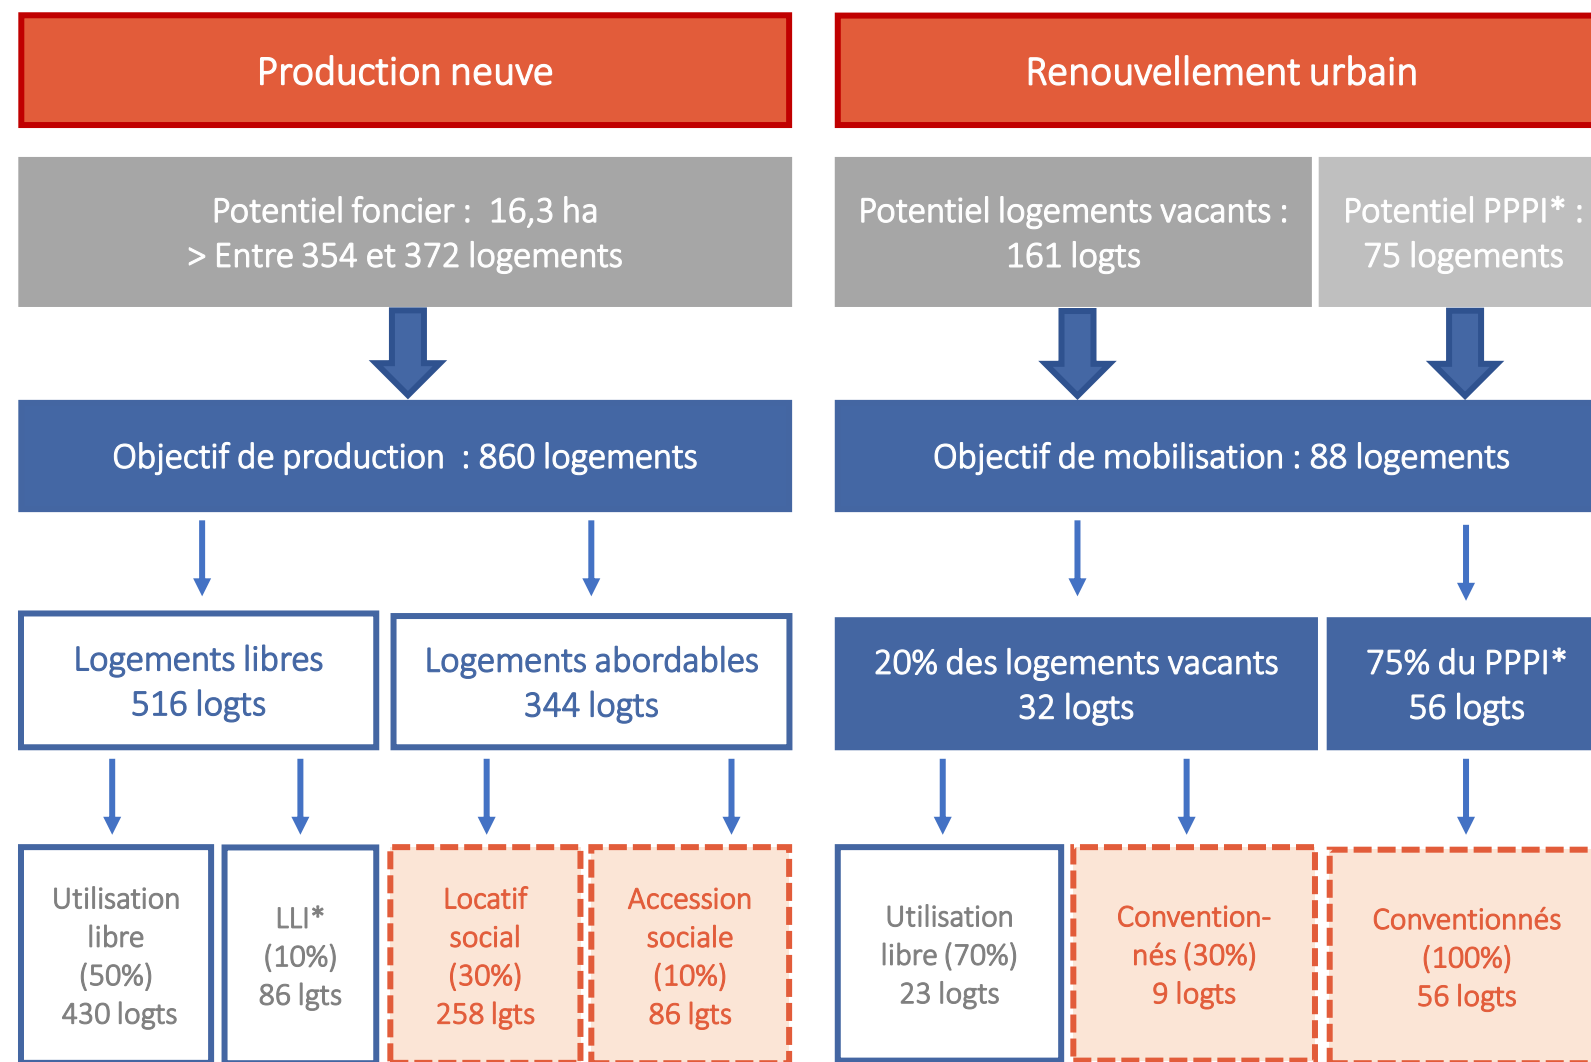 Production neuve
Potentiel foncier : 16,3 ha
> Entre 354 et 372 logements
Objectif de production : 860 logements
Logements libres
516 logts
Logements abordables
344 logts
Utilisation
libre
(50%)
430 logts
LLI*
(10%)
86 lgts
Locatif
social
(30%)
258 lgts
Accession
sociale
(10%)
86 lgts
Renouvellement urbain
Potentiel logements vacants :
161 logts
Potentiel PPPI* :
75 logements
Objectif de mobilisation : 88 logements
20% des logements vacants
32 logts
75% du PPPI*
56 logts
Utilisation
libre (70%)
23 logts
Convention-
nés (30%)
9 logts
Conventionnés
(100%)
56 logts